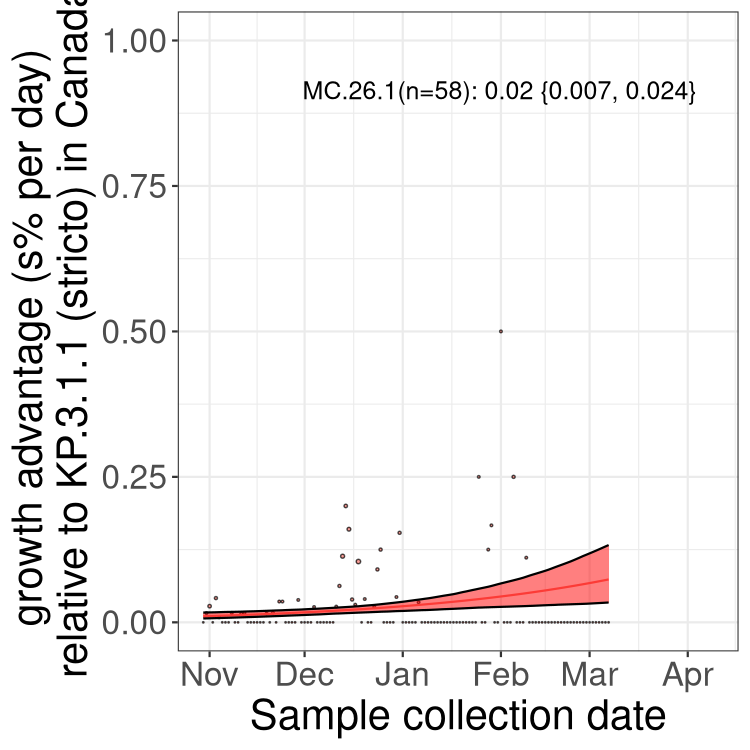 growth advantage (s% per day)
relative to KP.3.1.1 (stricto) in Canada
1.00
0.75
0.50
0.25
0.00
MC.26.1(n=58): 0.02 {0.007, 0.024}
Nov Dec Jan Feb Mar Apr
Sample collection date